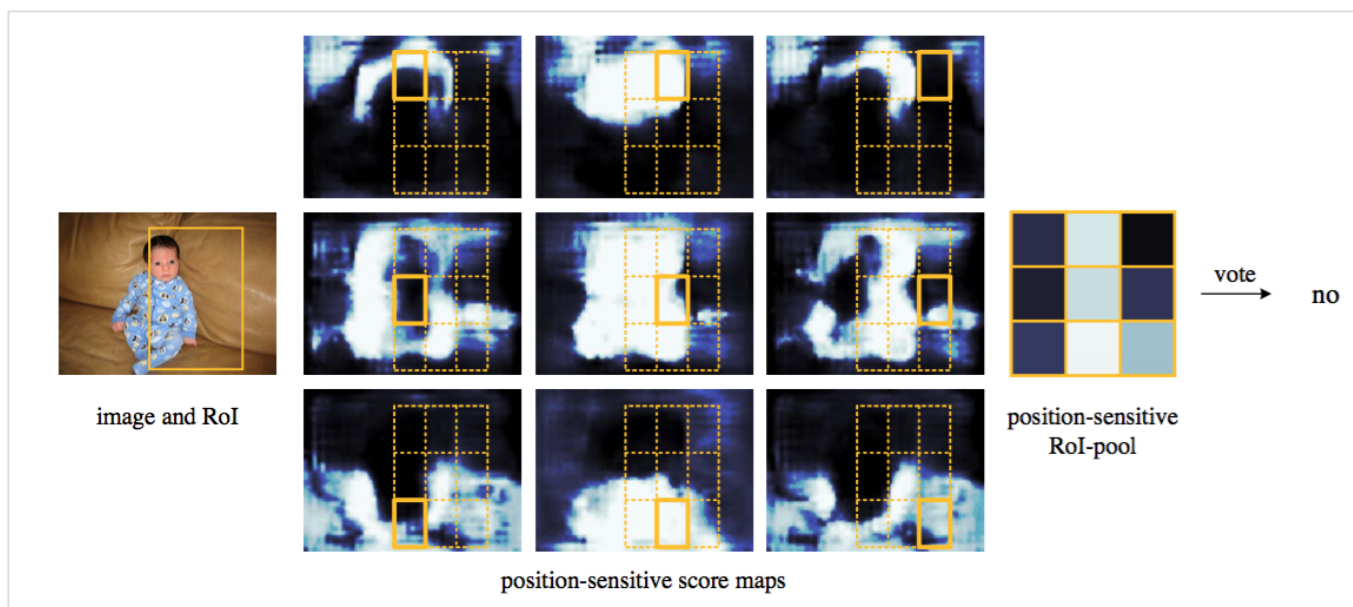 vote
no
image and RoI
position-sensitive
RoI-pool
position-sensitive score maps